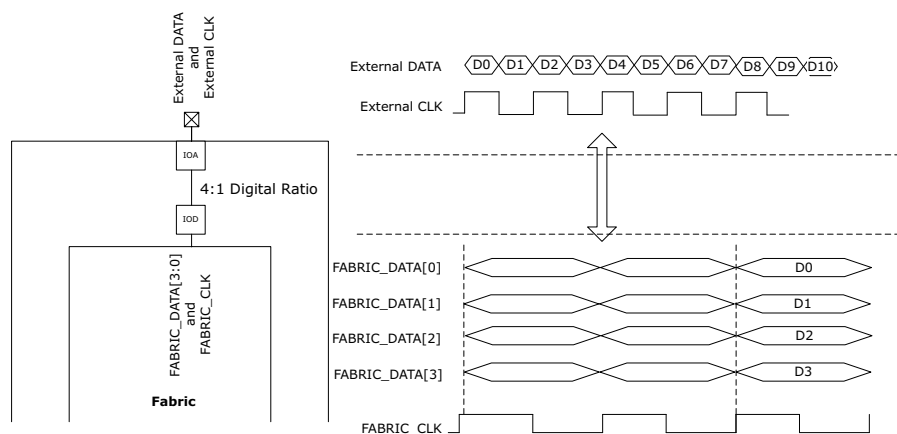 External DATA
and
External CLK
IOA
4:1 Digital Ratio
IOD
FABRIC_DATA[3:0]
and
FABRIC_CLK
Fabric
External DATA D0 D1 D2 D3 D4 D5 D6 D7 D8 D9 D10
External CLK
FABRIC_DATA[0] D0
FABRIC_DATA[1] D1
FABRIC_DATA[2] D2
FABRIC_DATA[3] D3
FABRIC_CLK